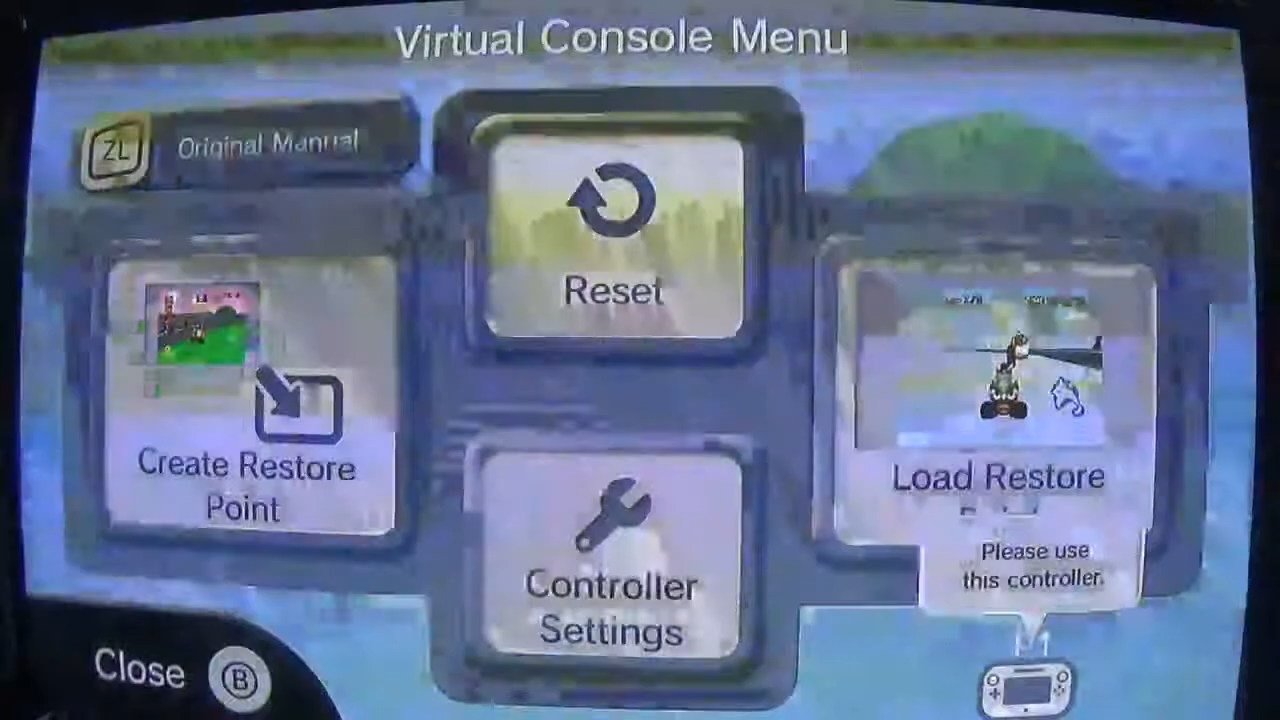 Virtual Console Menu
ZL
Original Manual
Reset
Create Restore
Point
Load Restore
Controller
Settings
Please use
this controller.
Close
B